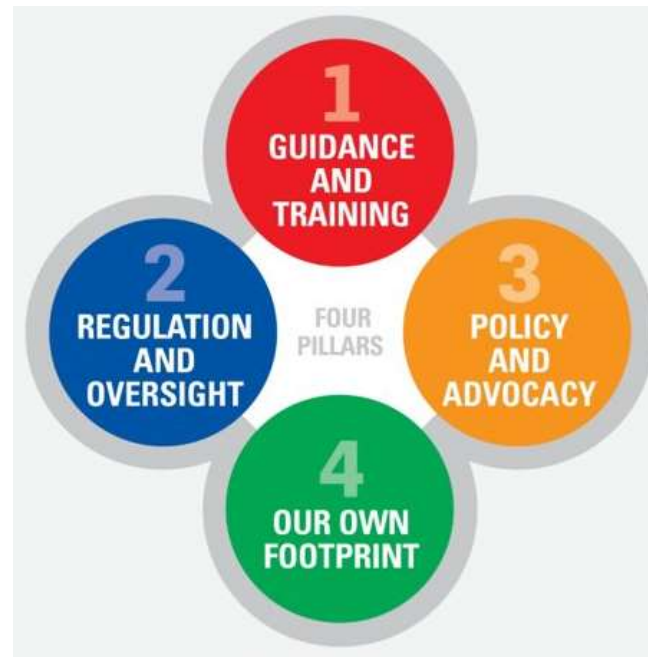 1
GUIDANCE
AND
TRAINING
2
REGULATION
AND
OVERSIGHT
FOUR
PILLARS
3
POLICY
AND
ADVOCACY
4
OUR OWN
FOOTPRINT